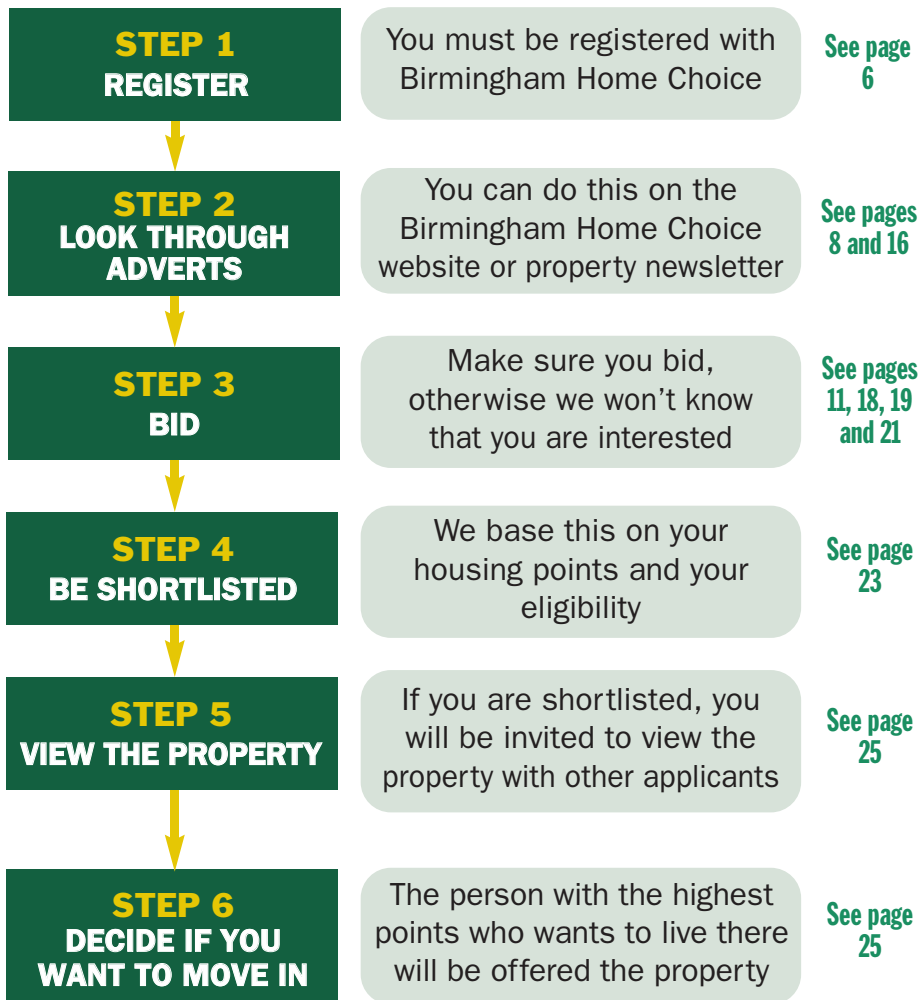 STEP 1
REGISTER
You must be registered with
Birmingham Home Choice
See page
6
STEP 2
LOOK THROUGH
ADVERTS
You can do this on the
Birmingham Home Choice
website or property newsletter
See pages
8 and 16
STEP 3
BID
Make sure you bid,
otherwise we won’t know
that you are interested
See pages
11, 18, 19
and 21
STEP 4
BE SHORTLISTED
We base this on your
housing points and your
eligibility
See page
23
STEP 5
VIEW THE PROPERTY
If you are shortlisted, you
will be invited to view the
property with other applicants
See page
25
STEP 6
DECIDE IF YOU
WANT TO MOVE IN
The person with the highest
points who wants to live there
will be offered the property
See page
25